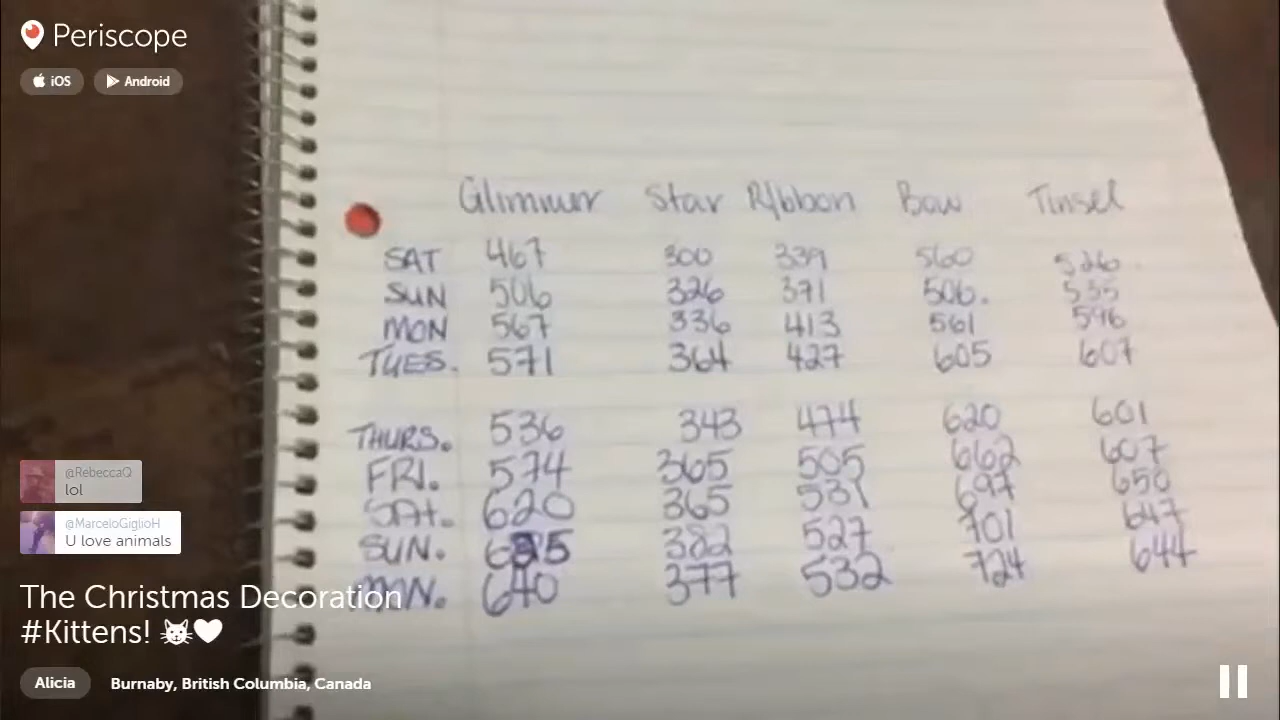 Periscope
iOS Android
Glimmer Star Ribbon Bow Tinsel
SAT 467 300 339 560 526
SUN 506 326 371 506.
MON 567 336 413 561 596
TUES. 571 364 427 605 607
THURS. 536 343 474 620 601
FRI. 574 365 505 662 607
SAT. 620 365 531 697 650
SUN. 382 527 701 647
MON. 640 377 532 724 644
@RebeccaQ
lol
@MarceloGiglioH
U love animals
The Christmas Decoration
#Kittens!
Alicia Burnaby, British Columbia, Canada